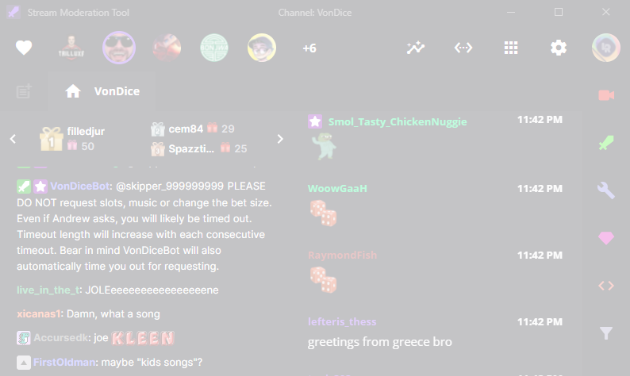 Stream Moderation Tool
Channel: VonDice
+6
VonDice
filledjur
50
cem84 29
Spazzti... 25
VonDiceBot: @skipper_999999999 PLEASE
DO NOT request slots, music or change the bet size.
Even if Andrew asks, you will likely be timed out.
Timeout length will increase with each consecutive
timeout. Bear in mind VonDiceBot will also
automatically time you out for requesting.
live_in_the_t: JOLEeeeeeeeeeeeeeeene
xicanas1: Damn, what a song
Accursedk: joe KLEEN
FirstOldman: maybe "kids songs"?
Smol_Tasty_ChickenNuggie 11:42 PM
WoowGaaH 11:42 PM
RaymondFish 11:42 PM
lefteris_thess 11:42 PM
greetings from greece bro